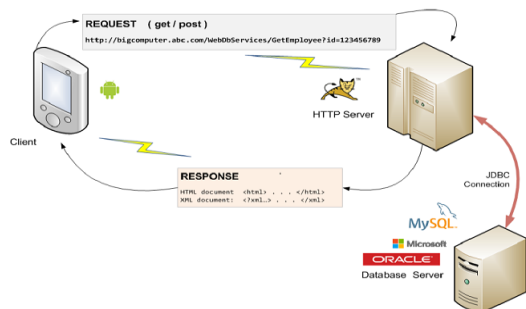 REQUEST ( get / post )
http://bigcomputer.abc.com/WebDbServices/GetEmployee?id=123456789
Client
HTTP Server
RESPONSE
HTML document <html> . . . </html>
XML document: <?xml…> . . . </xml>
JDBC
Connection
MySQL
Microsoft
ORACLE
Database Server